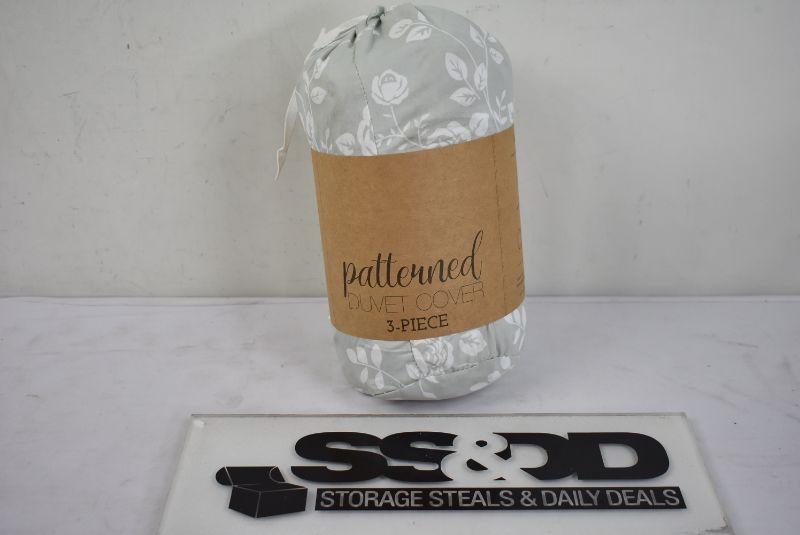 patterned
DUVET COVER
3-PIECE
SS&DD
STORAGE STEALS & DAILY DEALS